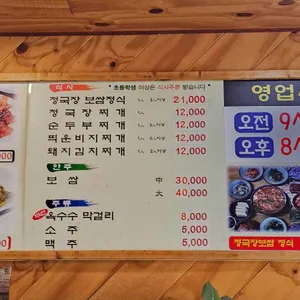 식사
* 초등학생 이상은 식사주문 받습니다 *
청국장 보쌈정식 21,000
청국장찌개 12,000
순두부찌개 12,000
띄운비지찌개 12,000
돼지김치찌개 12,000
안주
보쌈 中 30,000
大 40,000
주류
옥수수 막걸리 8,000
소주 5,000
맥주 5,000
영업
오전 9
오후 8
청국장보쌈 정식